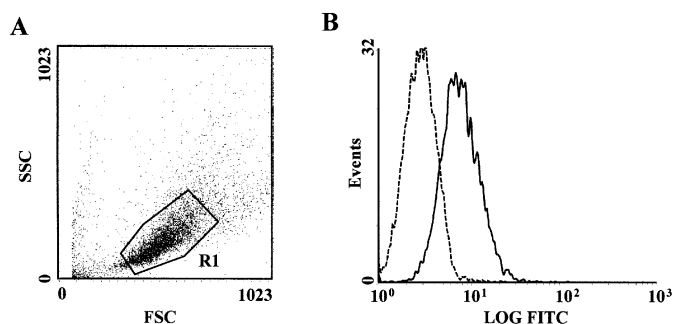 A
B
1023
SSC
0
R1
0
1023
FSC
32
Events
0
10⁰
10¹
10²
10³
LOG FITC